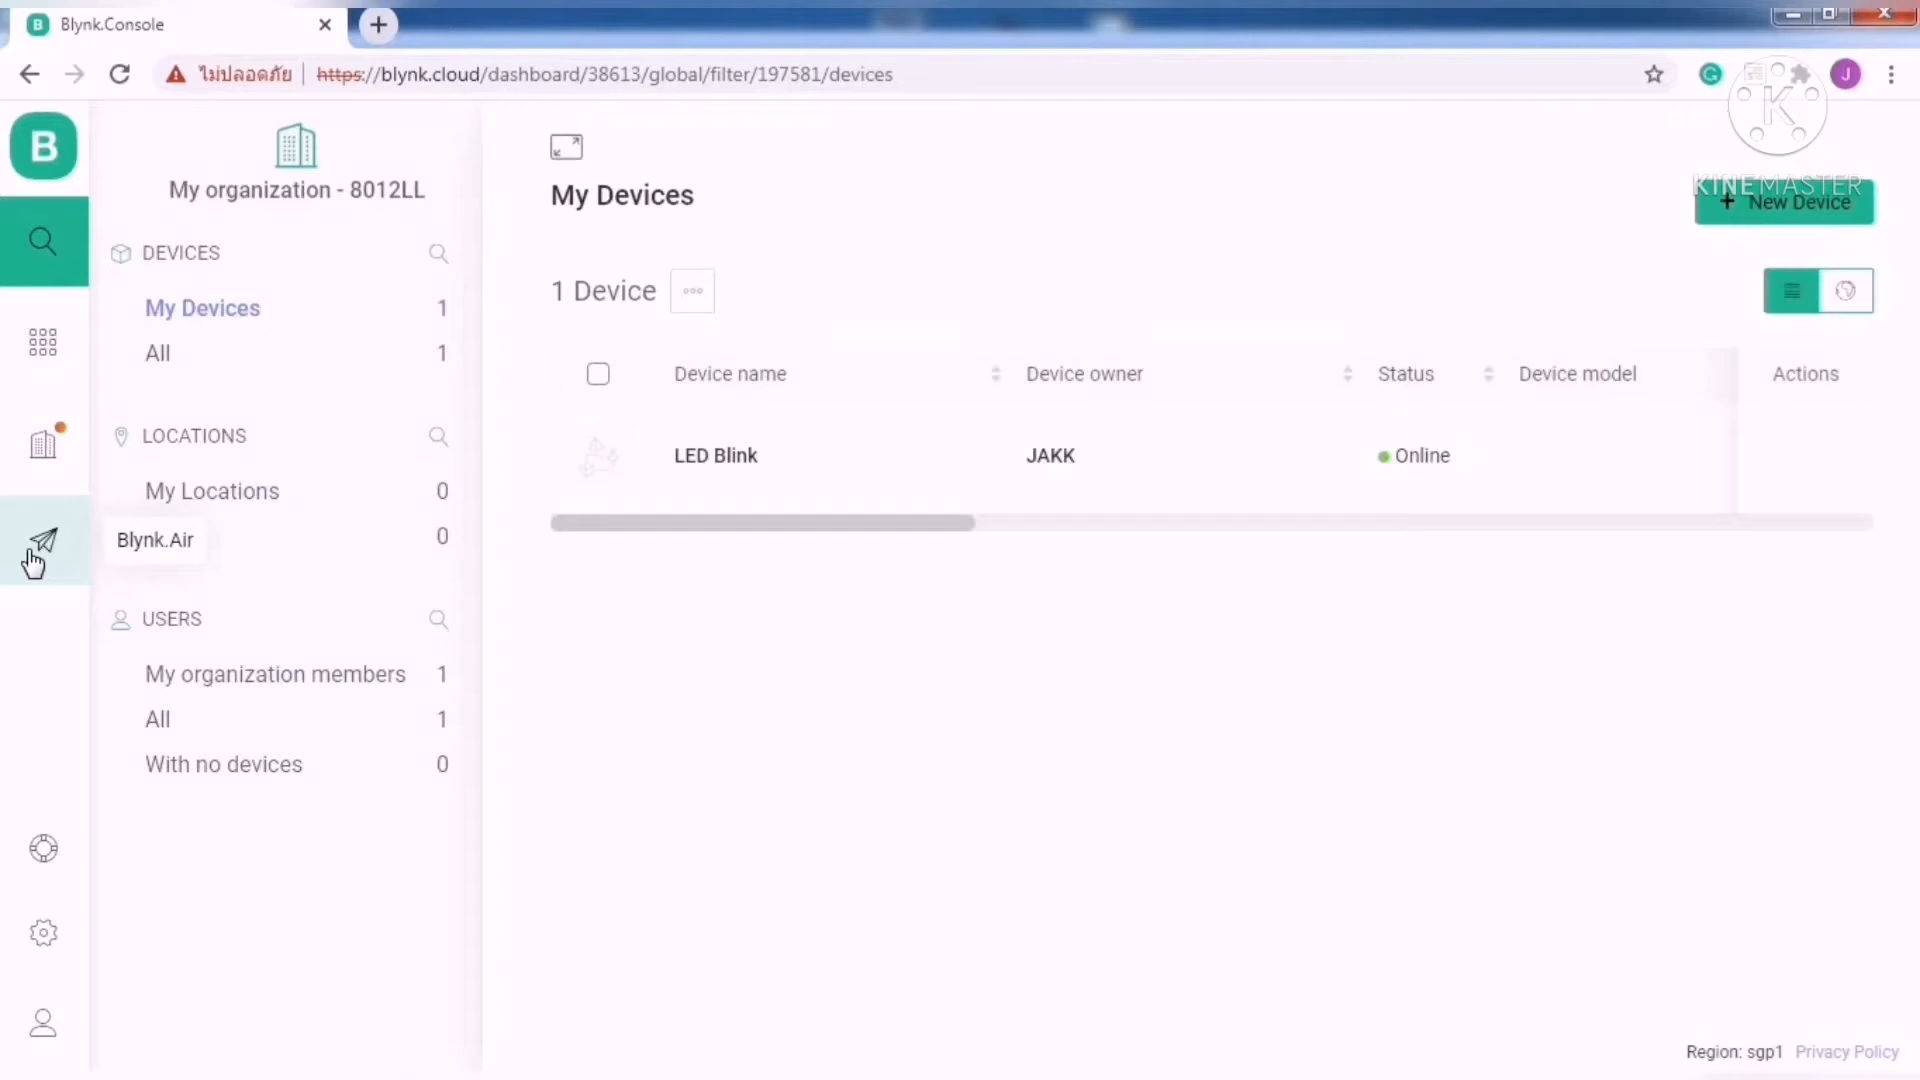 B Blynk.Console
ไม่ปลอดภัย https://blynk.cloud/dashboard/38613/global/filter/197581/devices
G J
B
K
KINEMASTER
My organization - 8012LL
DEVICES
My Devices 1
All 1
LOCATIONS
My Locations 0
0
Blynk.Air
USERS
My organization members 1
All 1
With no devices 0
My Devices
+ New Device
1 Device
Device name Device owner Status Device model Actions
LED Blink JAKK Online
Region: sgp1 Privacy Policy